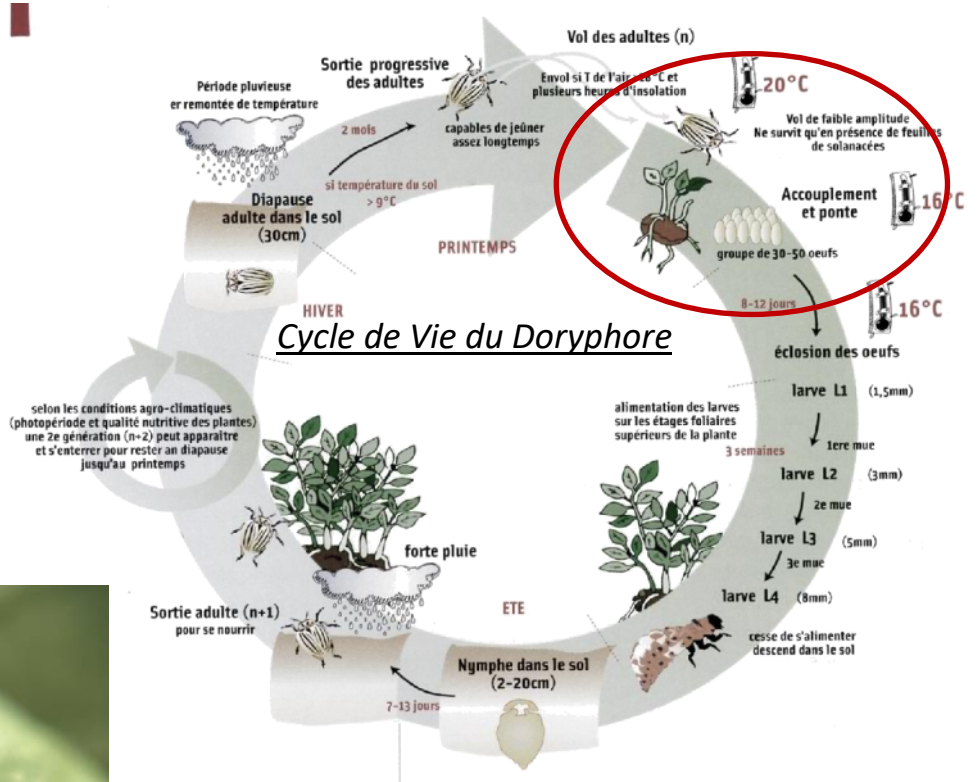 Vol des adultes (n)
Envol si T de l'air >18°C et
plusieurs heures d'insolation
20°C
Vol de faible amplitude
Ne survit qu'en présence de feuilles
de solanacées
Sortie progressive
des adultes
capables de jeûner
assez longtemps
Période pluvieuse
er remontée de température
2 mois
si température du sol
> 9°C
Diapause
adulte dans le sol
(30cm)
PRINTEMPS
Accouplement
et ponte
16°C
groupe de 30-50 oeufs
8-12 jours
16°C
HIVER
Cycle de Vie du Doryphore
éclosion des oeufs
larve L1 (1,5mm)
1ere mue
larve L2 (3mm)
2e mue
larve L3 (5mm)
3e mue
larve L4 (8mm)
alimentation des larves
sur les étages foliaires
supérieurs de la plante
3 semaines
cesse de s'alimenter
descend dans le sol
selon les conditions agro-climatiques
(photopériode et qualité nutritive des plantes)
une 2e génération (n+2) peut apparaitre
et s'enterrer pour rester an diapause
jusqu'au printemps
forte pluie
ETE
Sortie adulte (n+1)
pour se nourrir
Nymphe dans le sol
(2-20cm)
7-13 jours